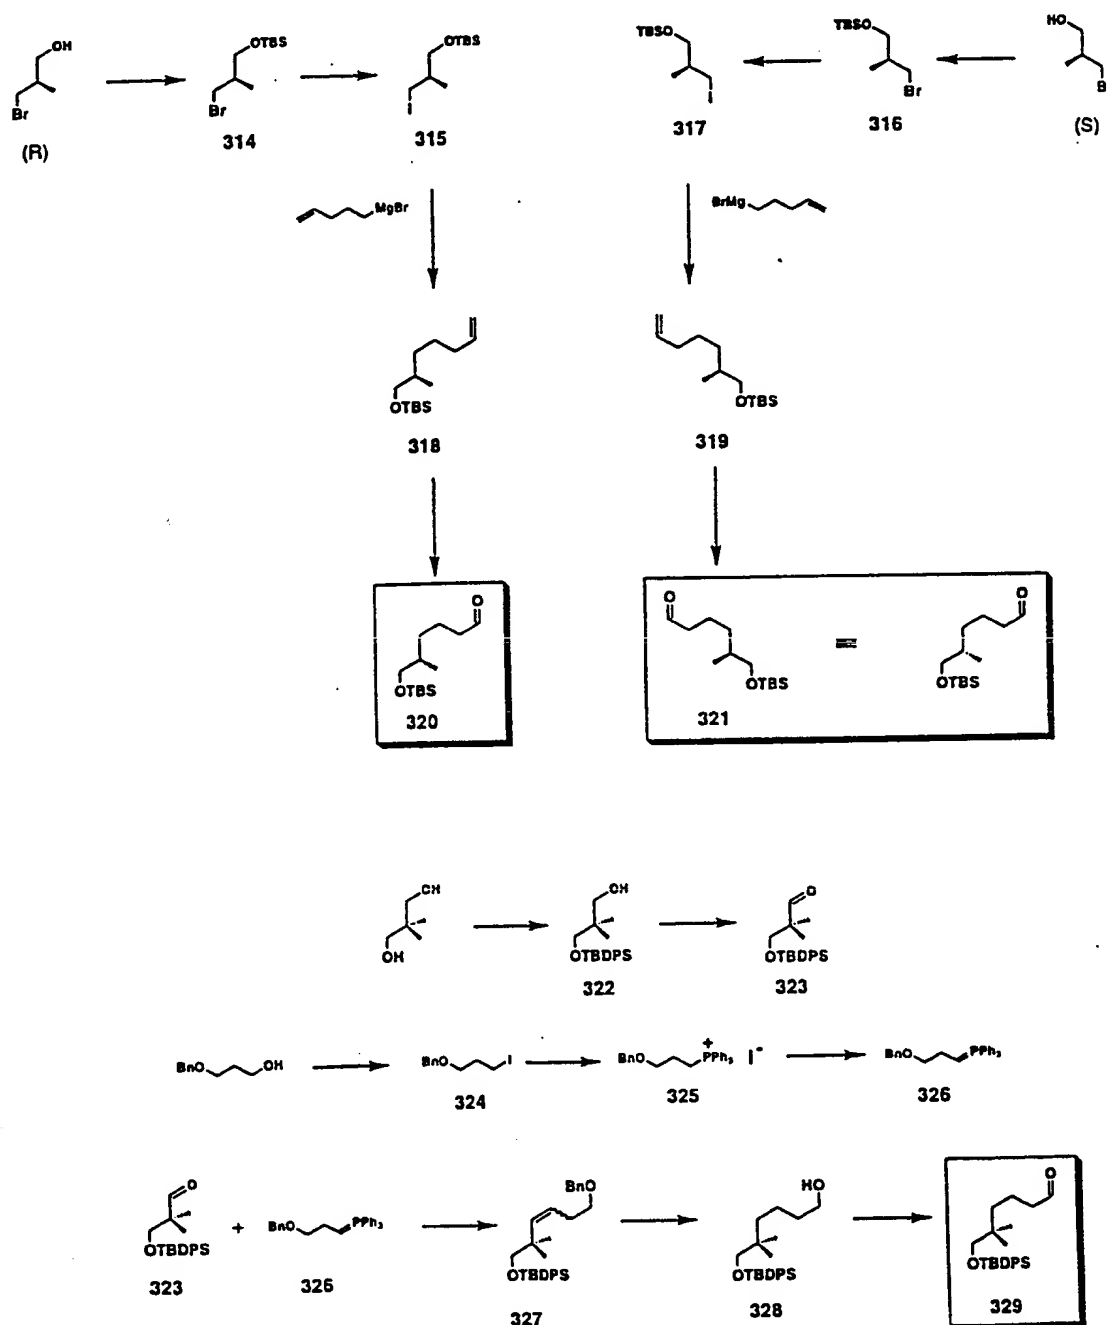 OH
Br
(R)
OTBS
Br
314
OTBS
I
315
TBSO
I
317
TBSO
Br
316
HO
B
(S)
MgBr
BrMg
OTBS
318
OTBS
319
O
OTBS
320
O
OTBS
321
O
OTBS
CH
OH
OH
OTBDPS
322
O
OTBDPS
323
BnO OH
BnO I
324
BnO PPh3 + I-
325
BnO PPh3
326
O
OTBDPS
323
+
BnO PPh3
326
OBn
OTBDPS
327
HO
OTBDPS
328
O
OTBDPS
329